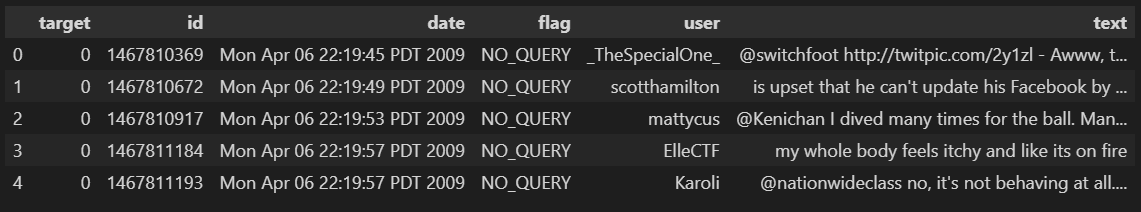 target id date flag user text
0 0 1467810369 Mon Apr 06 22:19:45 PDT 2009 NO_QUERY _TheSpecialOne_ @switchfoot http://twitpic.com/2y1zl - Awww, t...
1 0 1467810672 Mon Apr 06 22:19:49 PDT 2009 NO_QUERY scotthamilton is upset that he can't update his Facebook by ...
2 0 1467810917 Mon Apr 06 22:19:53 PDT 2009 NO_QUERY mattycus @Kenichan I dived many times for the ball. Man...
3 0 1467811184 Mon Apr 06 22:19:57 PDT 2009 NO_QUERY ElleCTF my whole body feels itchy and like its on fire
4 0 1467811193 Mon Apr 06 22:19:57 PDT 2009 NO_QUERY Karoli @nationwideclass no, it's not behaving at all....